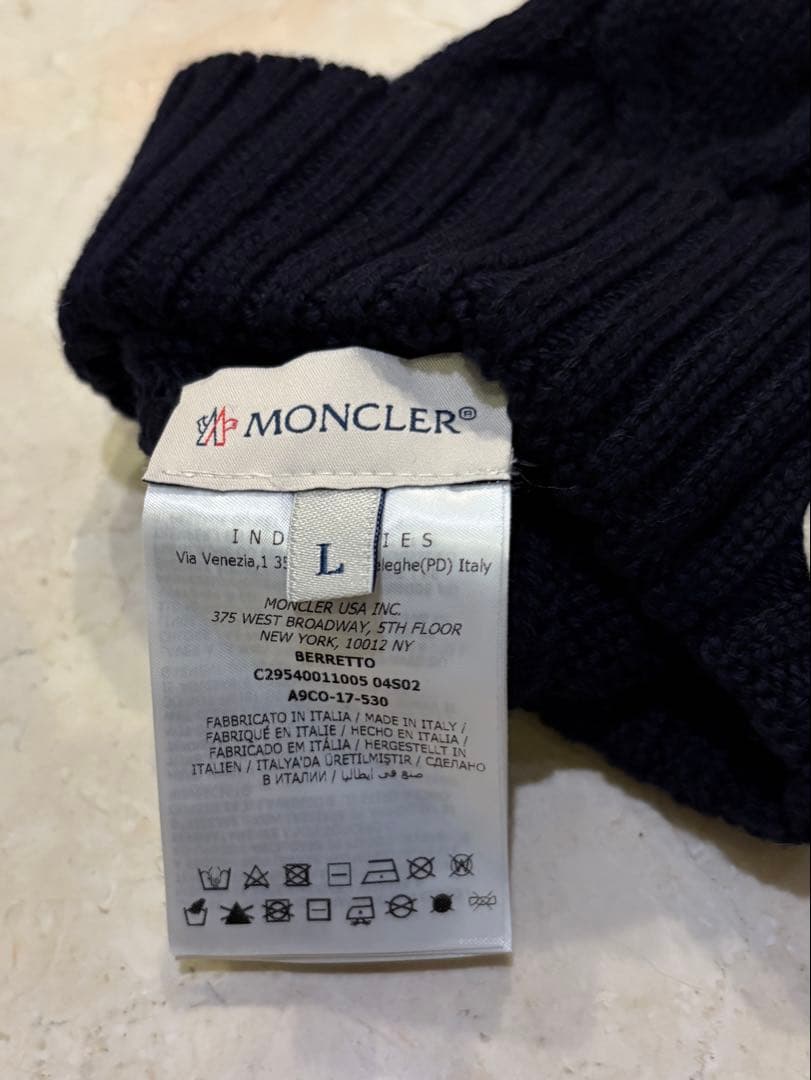 MONCLER®
IND IES
L
Via Venezia,1 35 eleghe(PD) Italy
MONCLER USA INC.
375 WEST BROADWAY, 5TH FLOOR
NEW YORK, 10012 NY
BERRETTO
C29540011005 04S02
A9CO-17-530
FABBRICATO IN ITALIA / MADE IN ITALY /
FABRIQUÉ EN ITALIE / HECHO EN ITALIA /
FABRICADO EM ITÁLIA / HERGESTELLT IN
ITALIEN / ITALYA'DA ÜRETILMIŞTIR / СДЕЛАНО
В ИТАЛИИ / صنع في ايطاليا